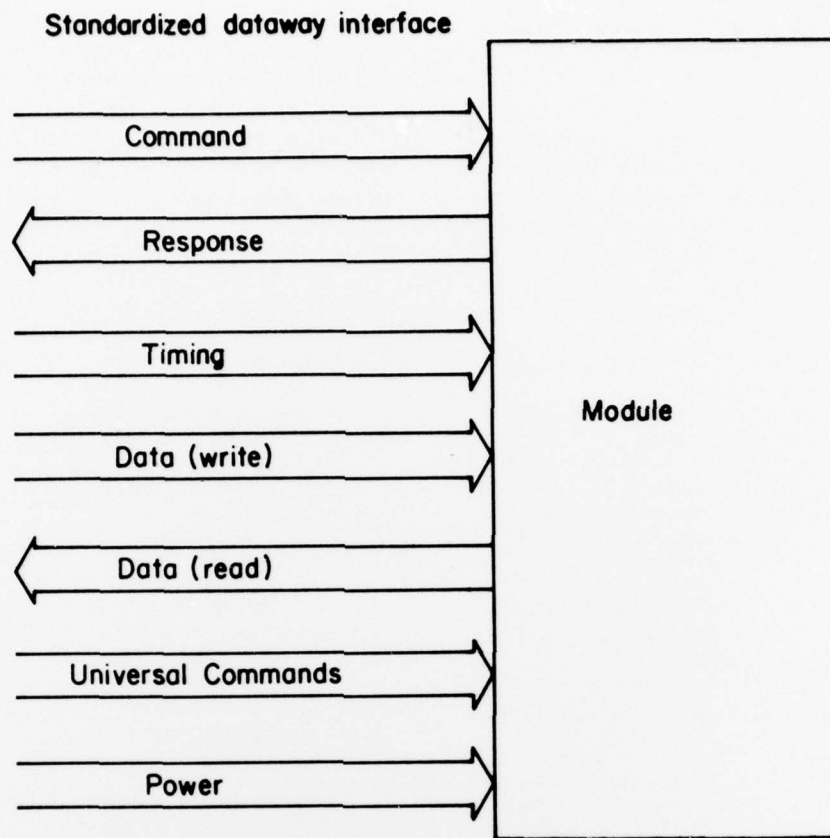 Standardized dataway interface
Command
Response
Timing
Module
Data (write)
Data (read)
Universal Commands
Power